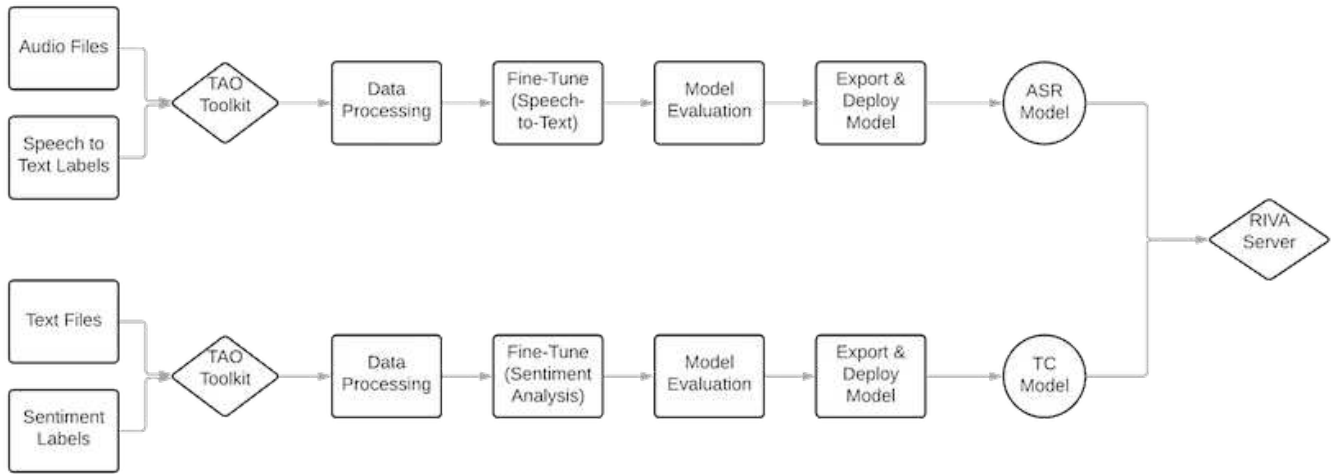 Audio Files
Speech to
Text Labels
TAO
Toolkit
Data
Processing
Fine-Tune
(Speech-
to-Text)
Model
Evaluation
Export &
Deploy
Model
ASR
Model
RIVA
Server
Text Files
Sentiment
Labels
TAO
Toolkit
Data
Processing
Fine-Tune
(Sentiment
Analysis)
Model
Evaluation
Export &
Deploy
Model
TC
Model